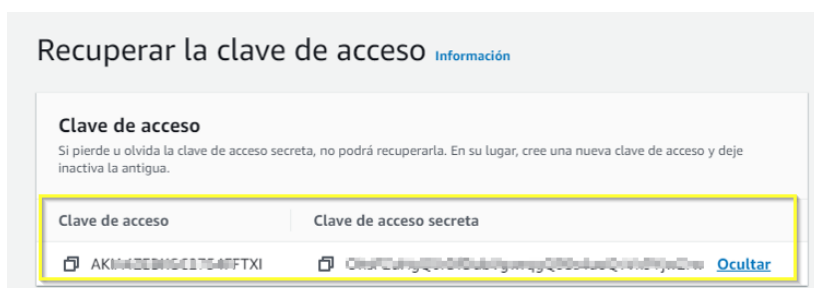 Recuperar la clave de acceso Información
Clave de acceso
Si pierde u olvida la clave de acceso secreta, no podrá recuperarla. En su lugar, cree una nueva clave de acceso y deje
inactiva la antigua.
Clave de acceso Clave de acceso secreta
Ocultar